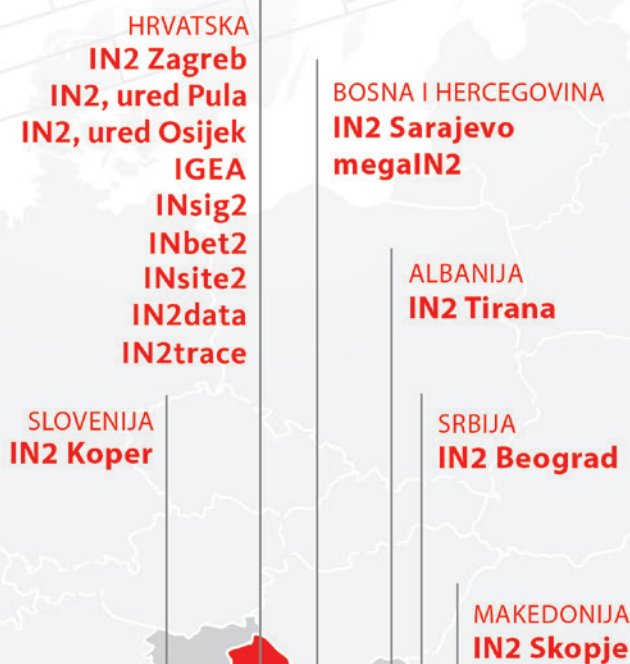 HRVATSKA
IN2 Zagreb
IN2, ured Pula
IN2, ured Osijek
IGEA
INsig2
INbet2
INsite2
IN2data
IN2trace
BOSNA I HERCEGOVINA
IN2 Sarajevo
megaIN2
ALBANIJA
IN2 Tirana
SLOVENIJA
IN2 Koper
SRBIJA
IN2 Beograd
MAKEDONIJA
IN2 Skopje